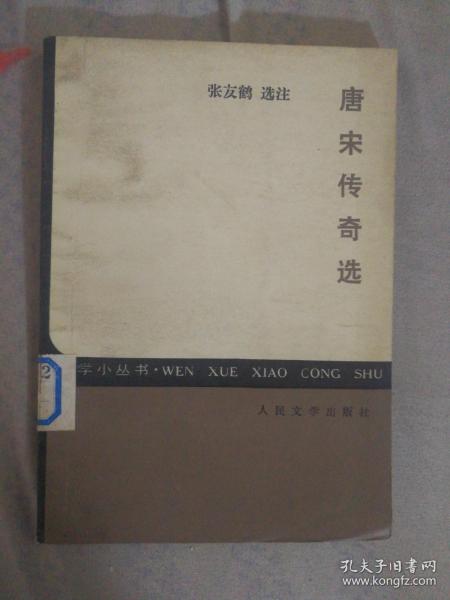 张友鹤 选注
唐宋传奇选
2
学小丛书·WEN XUE XIAO CONG SHU
人民文学出版社
孔夫子旧书网
www.kongfz.com